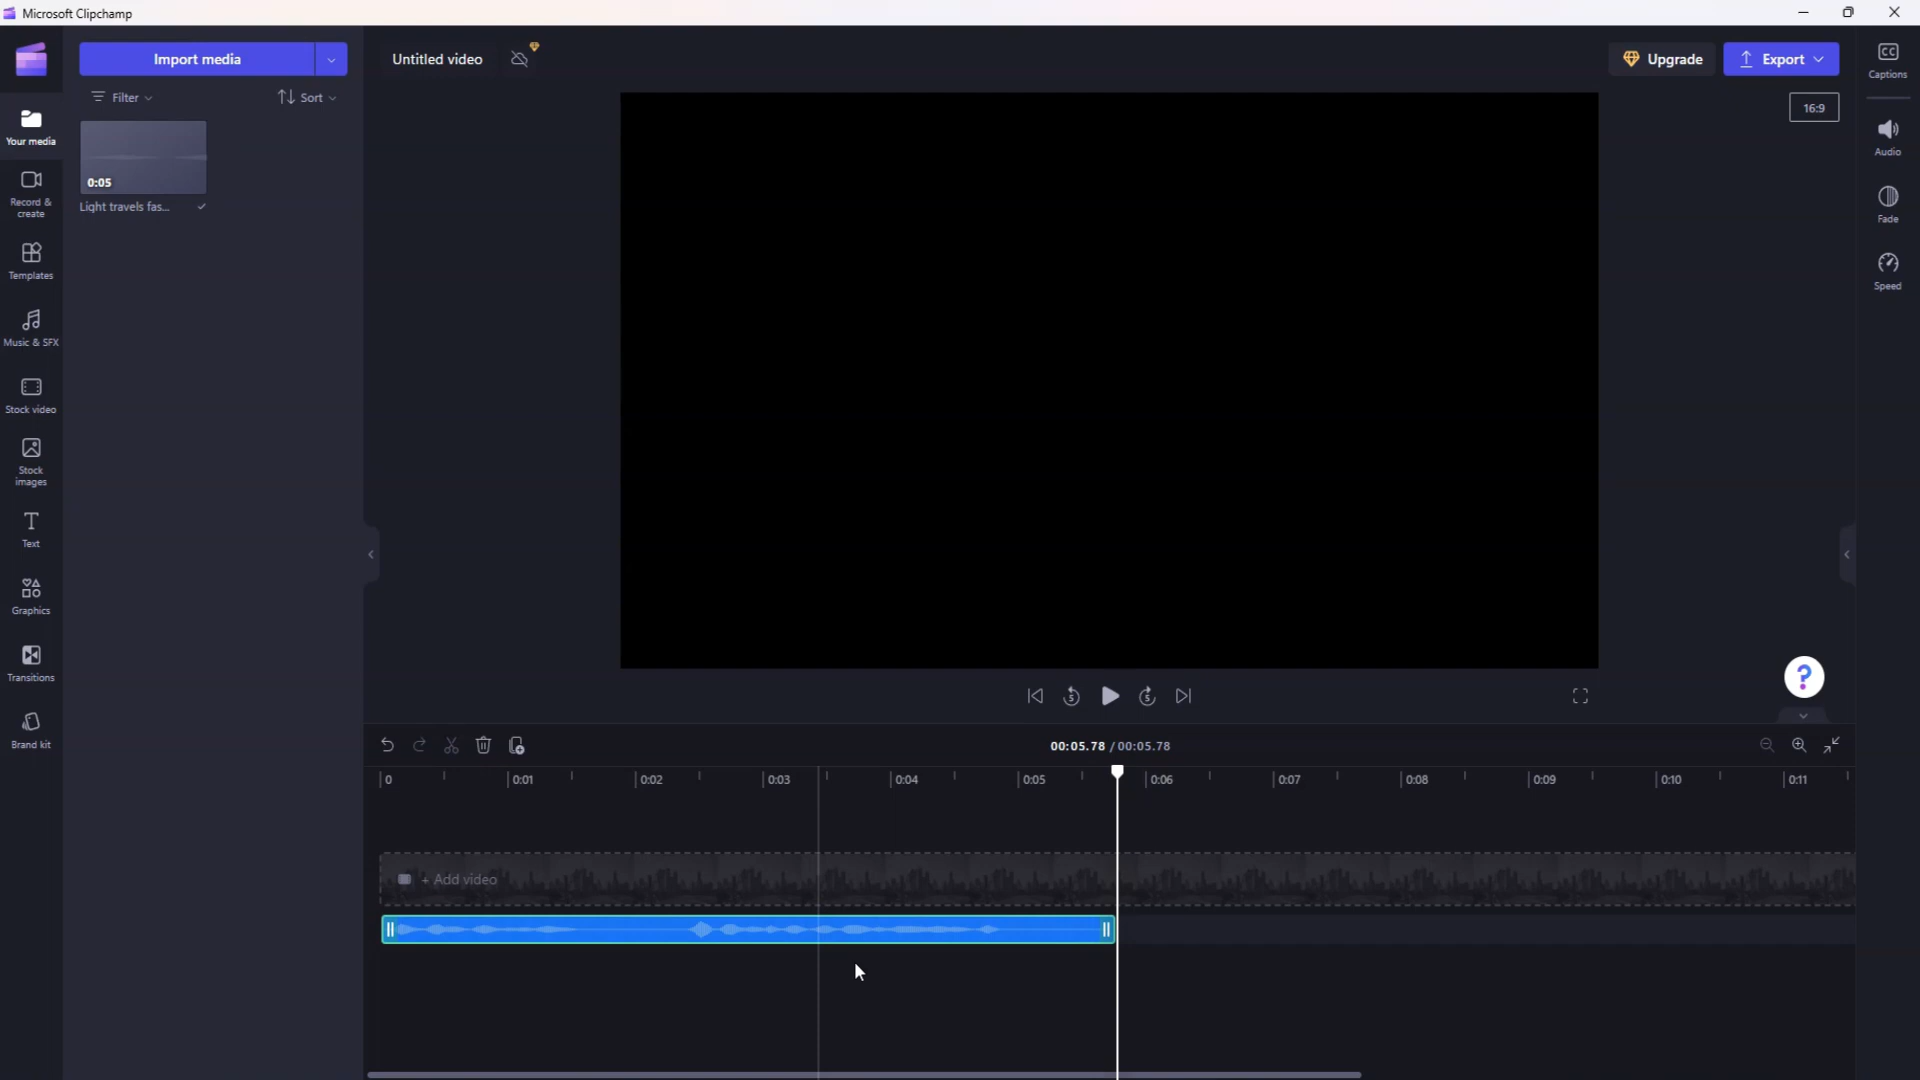 Microsoft Clipchamp
Import media
Untitled video
Upgrade
Export
CC
Captions
Filter
Sort
16:9
Your media
0:05
Light travels fas...
Audio
Record &
create
Fade
Templates
Speed
Music & SFX
Stock video
Stock
images
T
Text
Graphics
Transitions
Brand kit
5
5
?
00:05.78 / 00:05.78
0
0:01
0:02
0:03
0:04
0:05
0:06
0:07
0:08
0:09
0:10
0:11
+ Add video